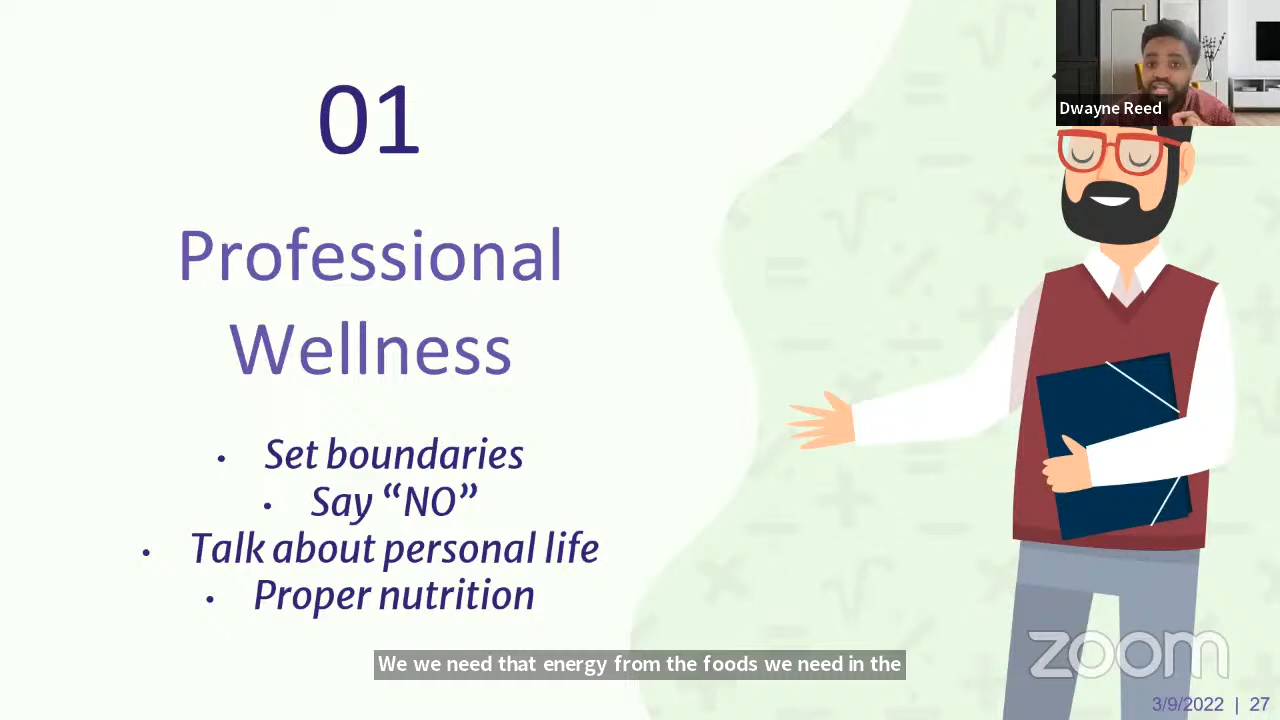 Dwayne Reed
01
Professional
Wellness
• Set boundaries
• Say “NO”
• Talk about personal life
• Proper nutrition
We we need that energy from the foods we need in the
zoom
3/9/2022 | 27